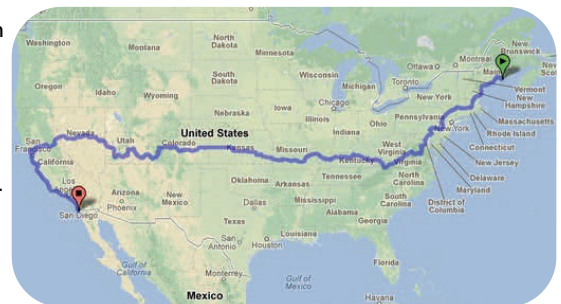 n
North
Dakota
Washington
Montana
Minnesota
Ottawa
Montreal
New
Brunswick
Maine
Nov
Scot
South
Dakota
Wisconsin
Michigan
Toronto
Vermont
New
Hampshire
Oregon
Idaho
Wyoming
Chicago
New York
Massachusetts
Iowa
Nebraska
Pennsylvania
Rhode Island
Illinois
Indiana
Ohio
New York
Connecticut
San
Francisco
Nevada
Utah
Colorado
United States
Kansas
Missouri
Kentucky
West
Virginia
Virginia
New Jersey
Delaware
California
Maryland
Los
Angeles
Arizona
Phoenix
New
Mexico
Oklahoma
Arkansas
Tennessee
North
Carolina
District of
Columbia
San Diego
Dallas
Mississippi
Alabama
South
Carolina
Georgia
Texas
San
Antonio
Houston
Louisiana
Gulf of
California
Monterrey
Florida
Gulf of
Mexico
Mexico
Havana